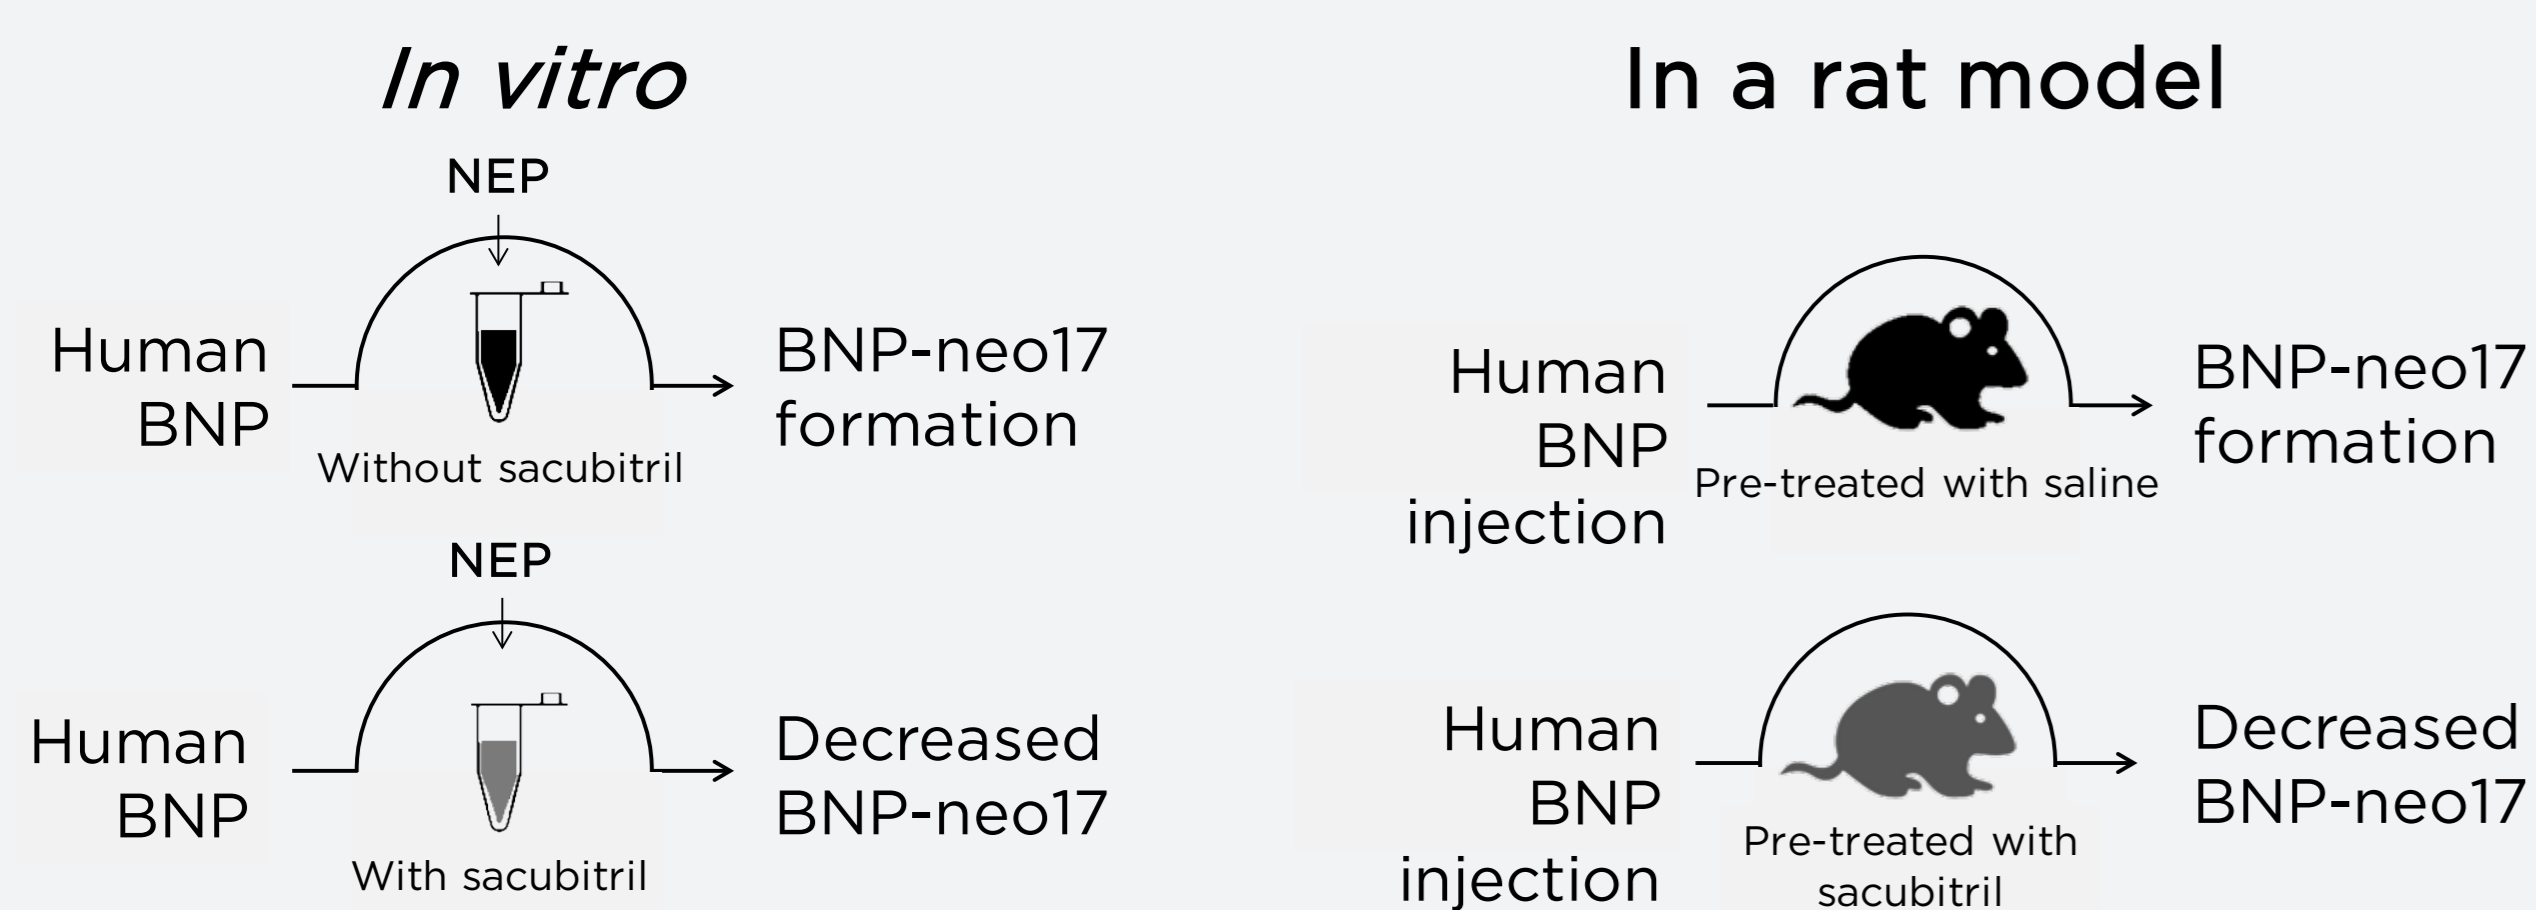 In vitro
NEP
Human
BNP
Without sacubitril
BNP-neo17
formation
NEP
Human
BNP
With sacubitril
Decreased
BNP-neo17
In a rat model
Human
BNP
injection
Pre-treated with saline
BNP-neo17
formation
Human
BNP
injection
Pre-treated with
sacubitril
Decreased
BNP-neo17